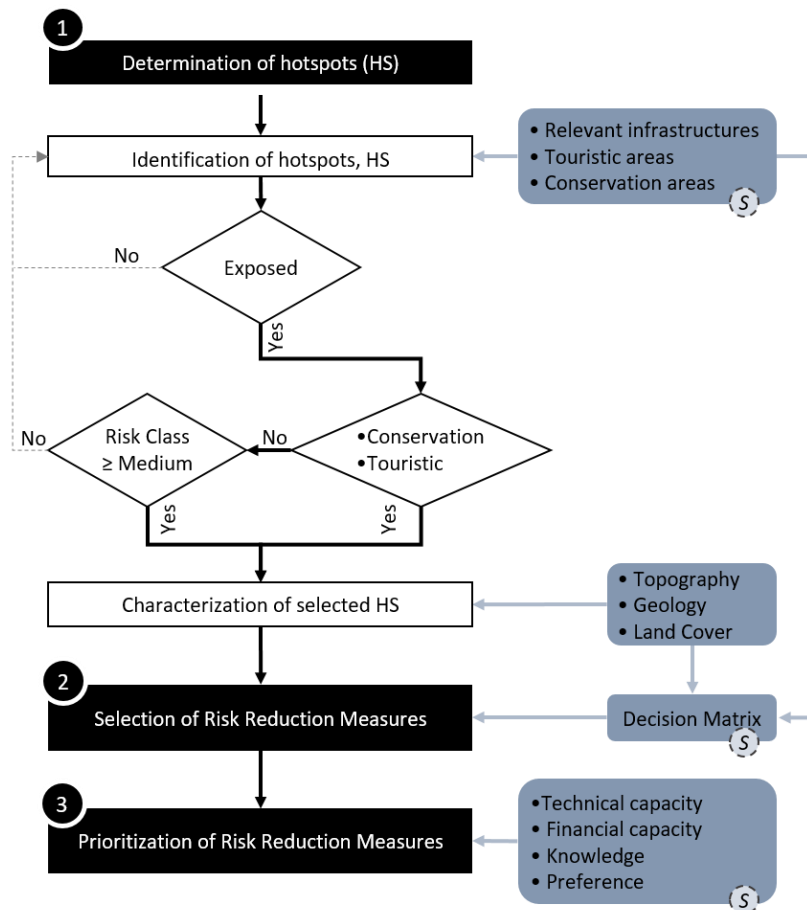 1
Determination of hotspots (HS)
Identification of hotspots, HS
• Relevant infrastructures
• Touristic areas
• Conservation areas
S
No
Exposed
Yes
No
Risk Class
≥ Medium
No
•Conservation
•Touristic
Yes
Yes
Characterization of selected HS
• Topography
• Geology
• Land Cover
2
Selection of Risk Reduction Measures
Decision Matrix
S
3
Prioritization of Risk Reduction Measures
•Technical capacity
• Financial capacity
• Knowledge
• Preference
S